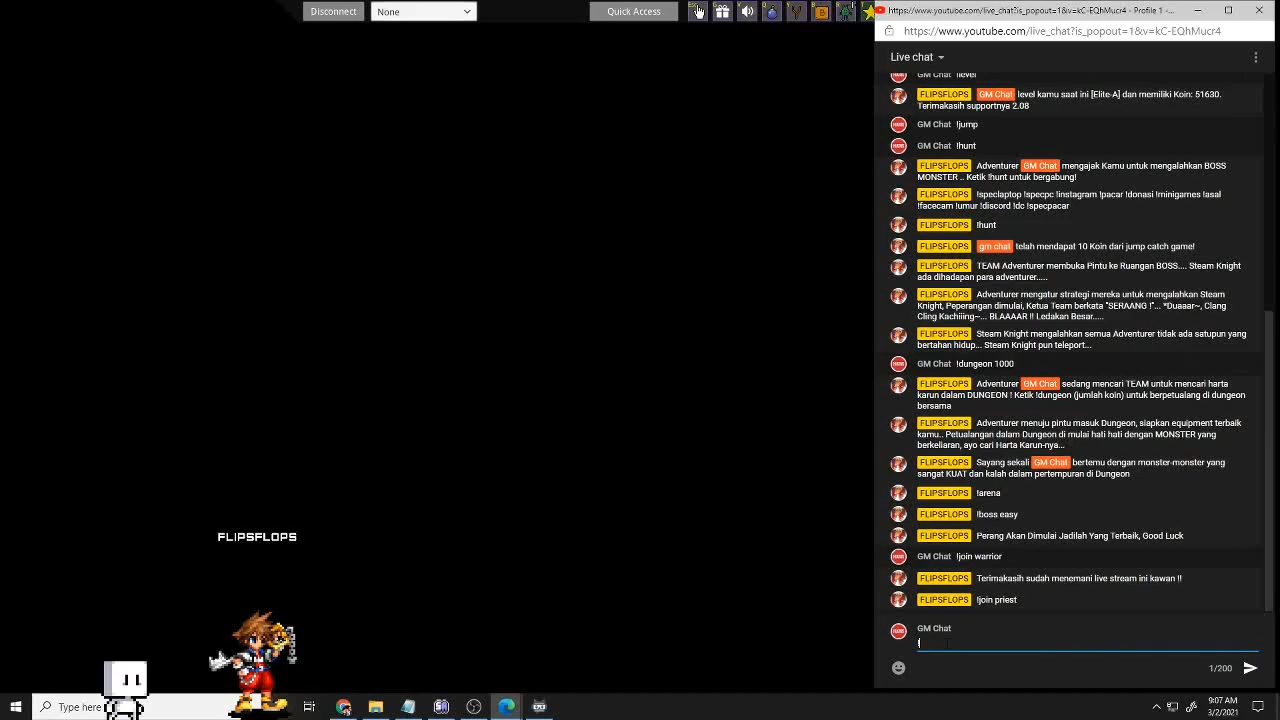 Disconnect
None
Quick Access
https://www.youtube.com/live_chat?is_popout=1&v=kC-EQhMucr4 - Profile 1 -
https://www.youtube.com/live_chat?is_popout=1&v=kC-EQhMucr4
Live chat
GM Chat !level
FLIPSFLOPS GM Chat level kamu saat ini [Elite-A] dan memiliki Koin: 51630.
Terimakasih supportnya 2.08
GM Chat !jump
GM Chat !hunt
FLIPSFLOPS Adventurer GM Chat mengajak Kamu untuk mengalahkan BOSS
MONSTER .. Ketik !hunt untuk bergabung!
FLIPSFLOPS !speclaptop !specpc !instagram !pacar !donasi !minigames !asal
!facecam !umur !discord !dc !specpacar
FLIPSFLOPS !hunt
FLIPSFLOPS gm chat telah mendapat 10 Koin dari jump catch game!
FLIPSFLOPS TEAM Adventurer membuka Pintu ke Ruangan BOSS.... Steam Knight
ada dihadapan para adventurer.....
FLIPSFLOPS Adventurer mengatur strategi mereka untuk mengalahkan Steam
Knight, Peperangan dimulai, Ketua Team berkata "SERAANG !"... *Duaaar~, Clang
Cling Kachiiing~... BLAAAAR !! Ledakan Besar.....
FLIPSFLOPS Steam Knight mengalahkan semua Adventurer tidak ada satupun yang
bertahan hidup... Steam Knight pun teleport...
GM Chat !dungeon 1000
FLIPSFLOPS Adventurer GM Chat sedang mencari TEAM untuk mencari harta
karun dalam DUNGEON ! Ketik !dungeon (jumlah koin) untuk berpetualang di dungeon
bersama
FLIPSFLOPS Adventurer menuju pintu masuk Dungeon, siapkan equipment terbaik
kamu.. Petualangan dalam Dungeon di mulai hati hati dengan MONSTER yang
berkeliaran, ayo cari Harta Karun-nya...
FLIPSFLOPS Sayang sekali GM Chat bertemu dengan monster-monster yang
sangat KUAT dan kalah dalam pertempuran di Dungeon
FLIPSFLOPS !arena
FLIPSFLOPS !boss easy
FLIPSFLOPS Perang Akan Dimulai Jadilah Yang Terbaik, Good Luck
GM Chat !join warrior
FLIPSFLOPS Terimakasih sudah menemani live stream ini kawan !!
FLIPSFLOPS !join priest
GM Chat
!
1/200
FLIPSFLOPS
Type here
9:07 AM
3/2/2021